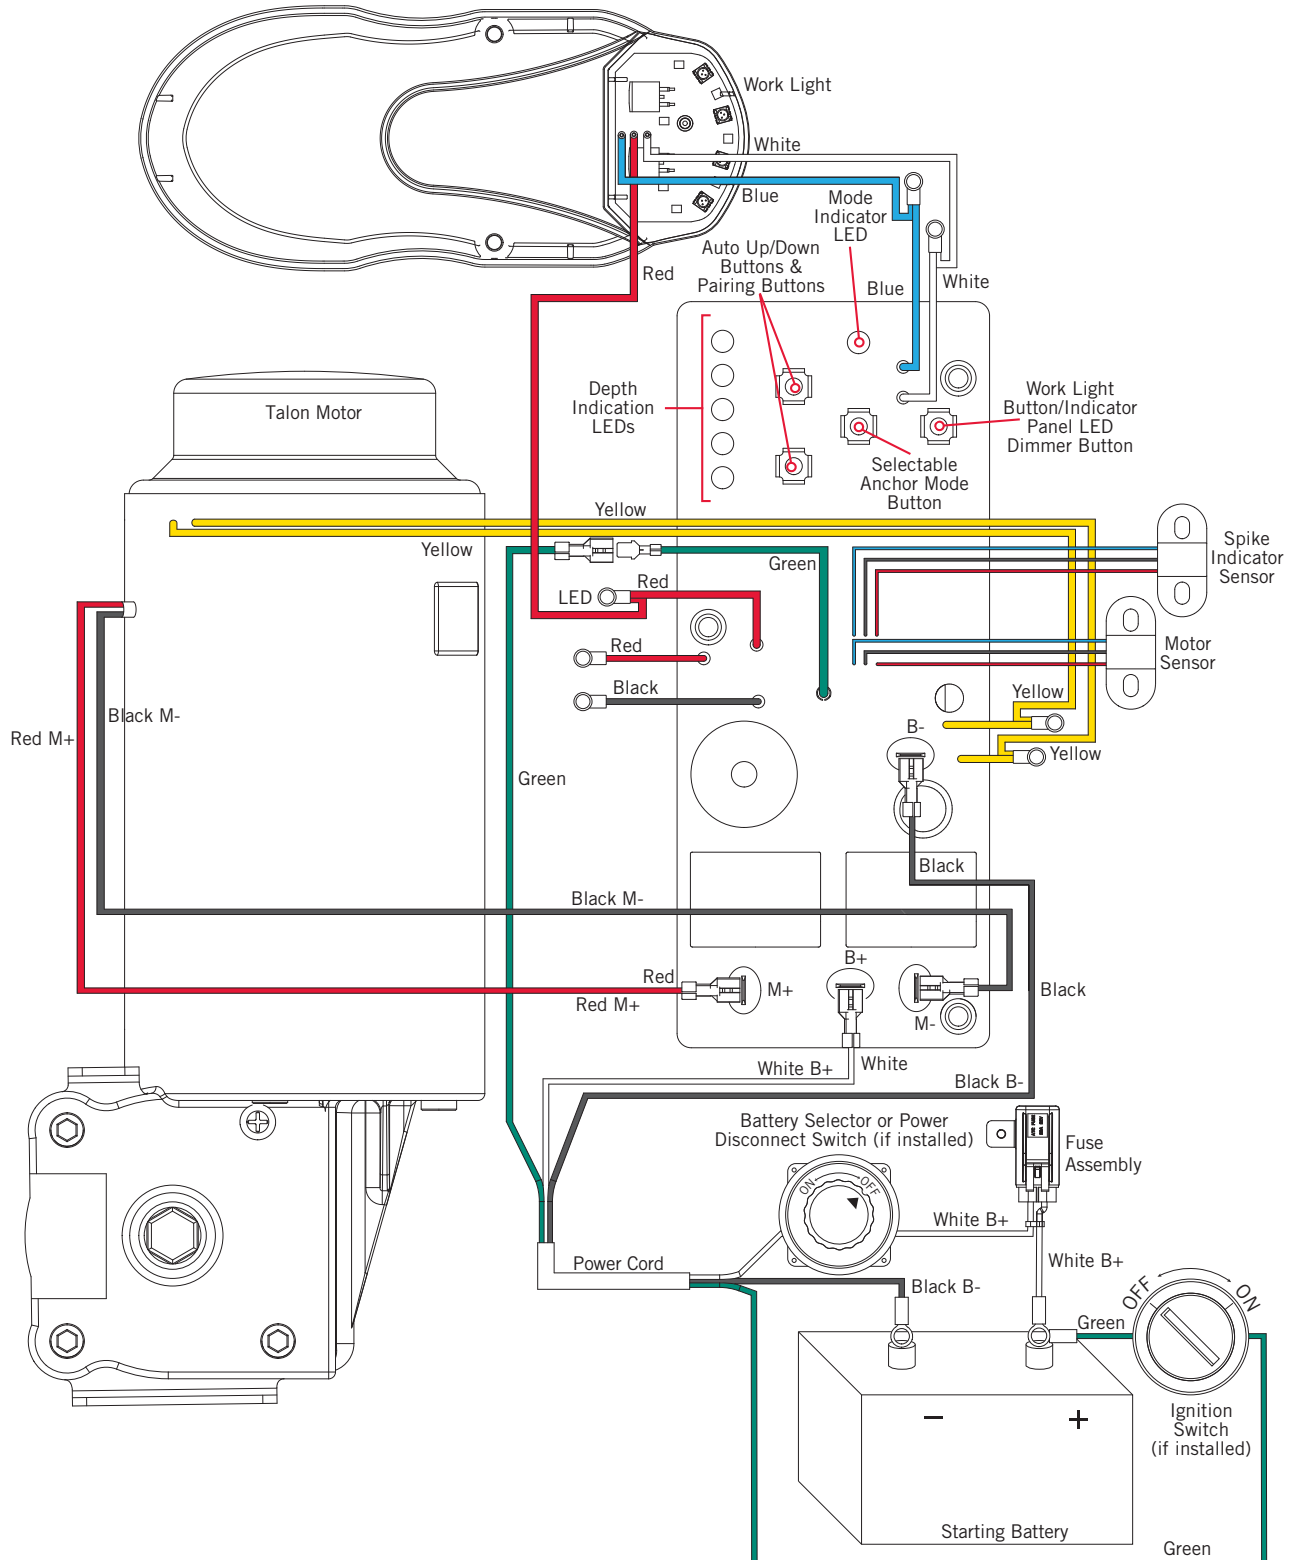 Work Light
White
Blue
Mode
Indicator
LED
Auto Up/Down
Buttons &
Pairing Buttons
Red
Blue
White
Talon Motor
Depth
Indication
LEDs
Work Light
Button/Indicator
Panel LED
Dimmer Button
Selectable
Anchor Mode
Button
Yellow
Yellow
Green
Spike
Indicator
Sensor
Red
LED
Red
Motor
Sensor
Black
Yellow
Black M-
Red M+
B-
Yellow
Green
Black
Black M-
B+
Red
M+
Black
Red M+
M-
White B+
White
Black B-
Battery Selector or Power
Disconnect Switch (if installed)
Fuse
Assembly
ON
OFF
White B+
Power Cord
White B+
Black B-
OFF
ON
Green
Ignition
Switch
(if installed)
−
+
Starting Battery
Green